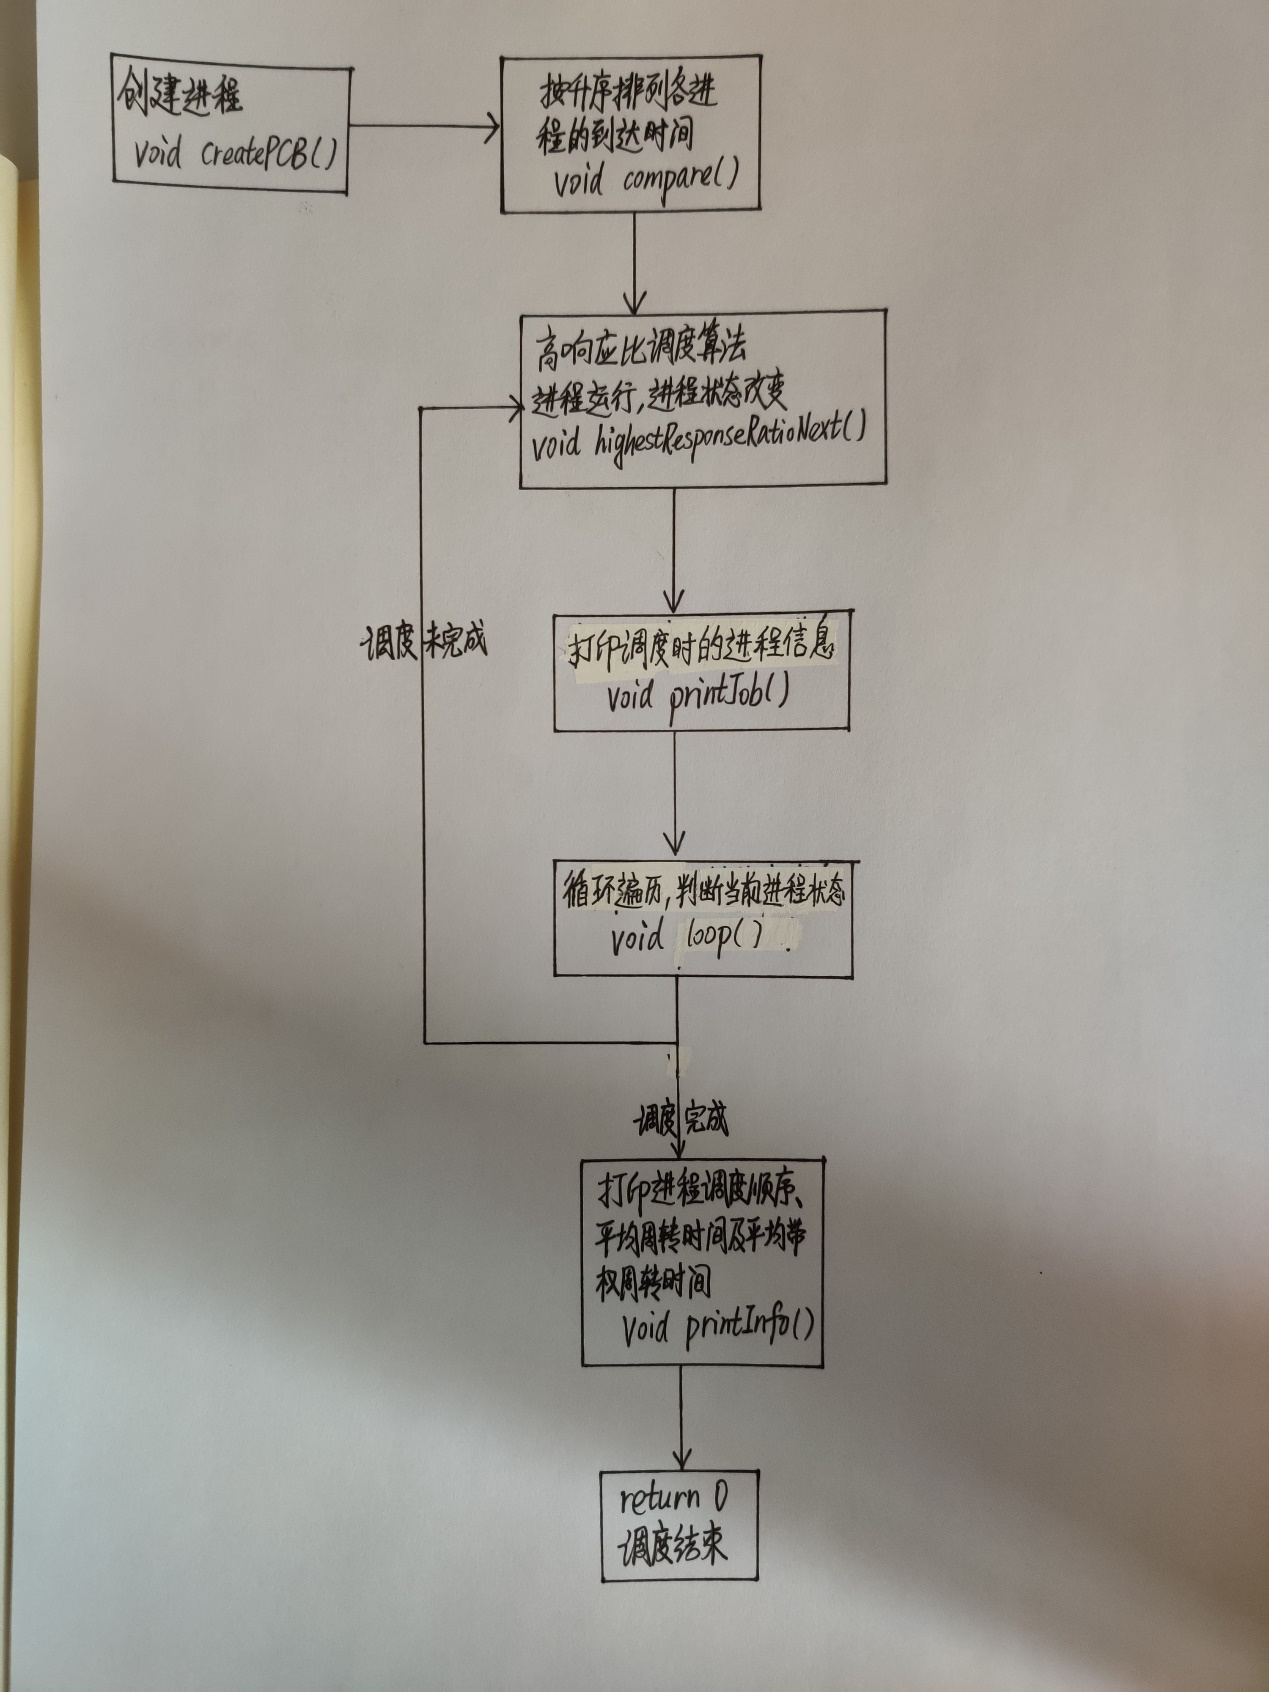 创建进程
void createPCB()
按升序排列各进
程的到达时间
void compare()
高响应比调度算法
进程运行,进程状态改变
void highestResponseRatioNext()
打印调度时的进程信息
void printJob()
调度未完成
循环遍历,判断当前进程状态
void loop()
调度完成
打印进程调度顺序、
平均周转时间及平均带
权周转时间
void printInfo()
return 0
调度结束